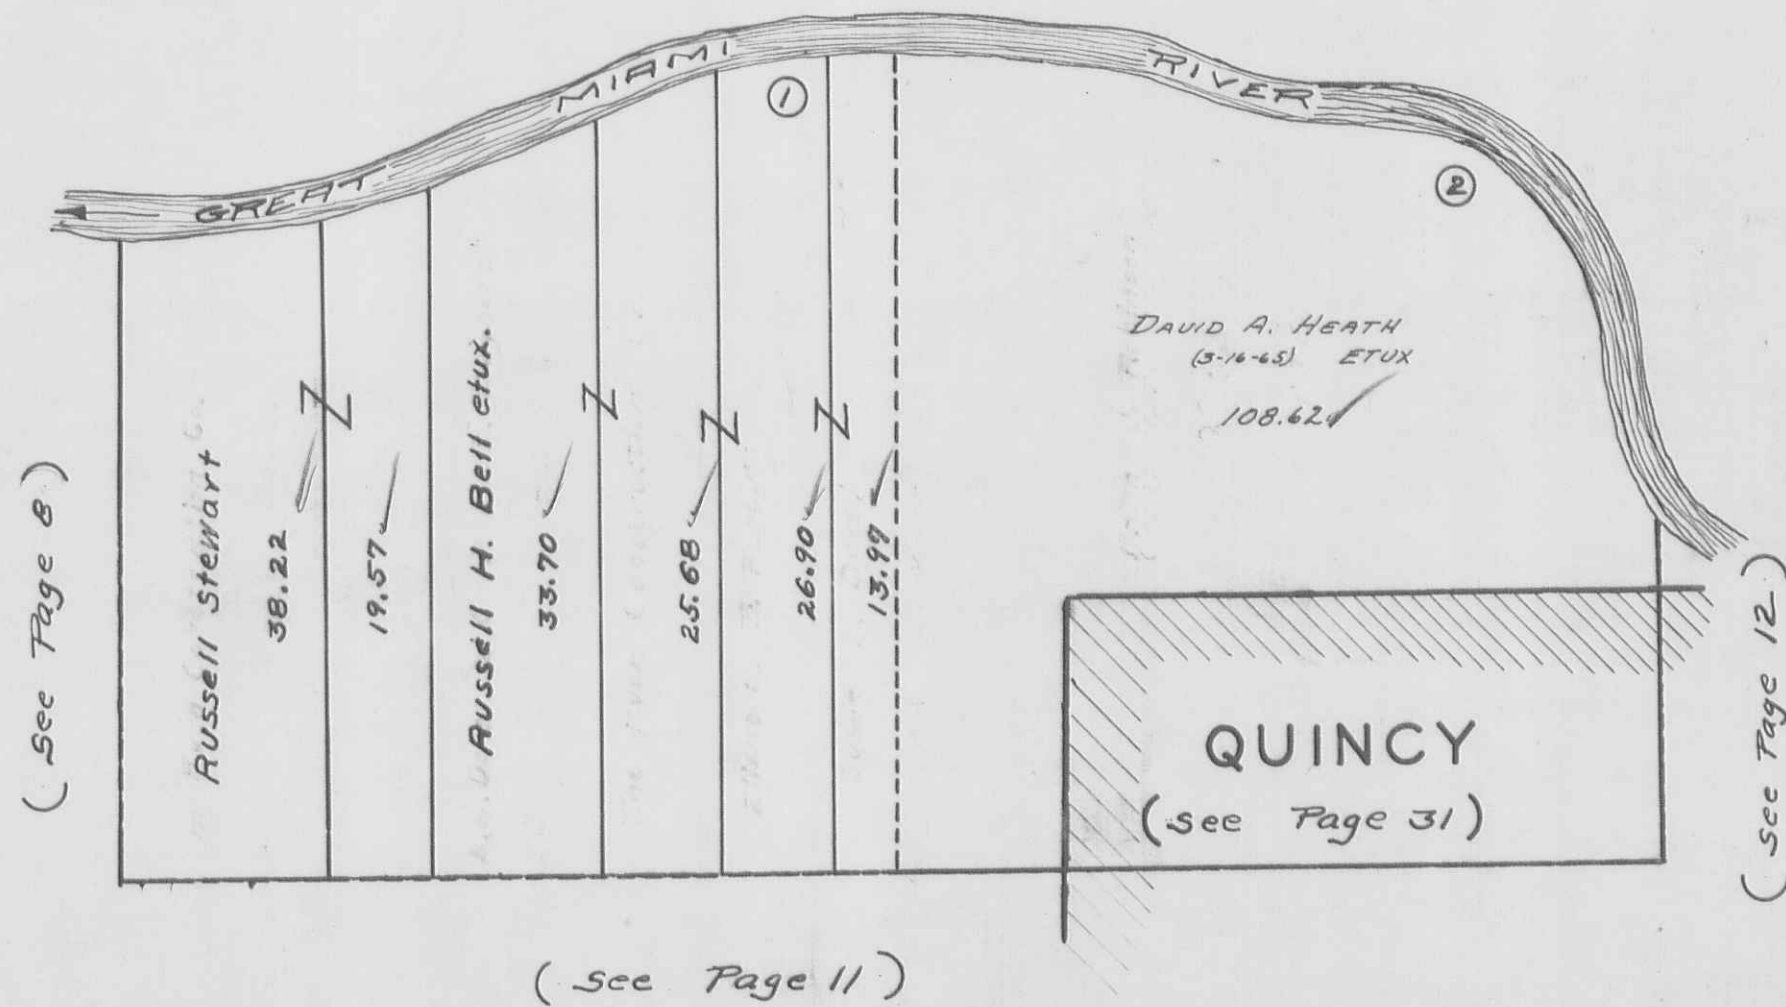 GREAT MIAMI RIVER
①
②
DAVID A. HEATH
(3-16-65) ETUX
108.62
(see Page 8)
Russell Stewart
38.22
19.57
Russell H. Bell.etux.
33.70
25.68
26.90
13.97
QUINCY
(see Page 31)
(see Page 12)
(see Page 11)